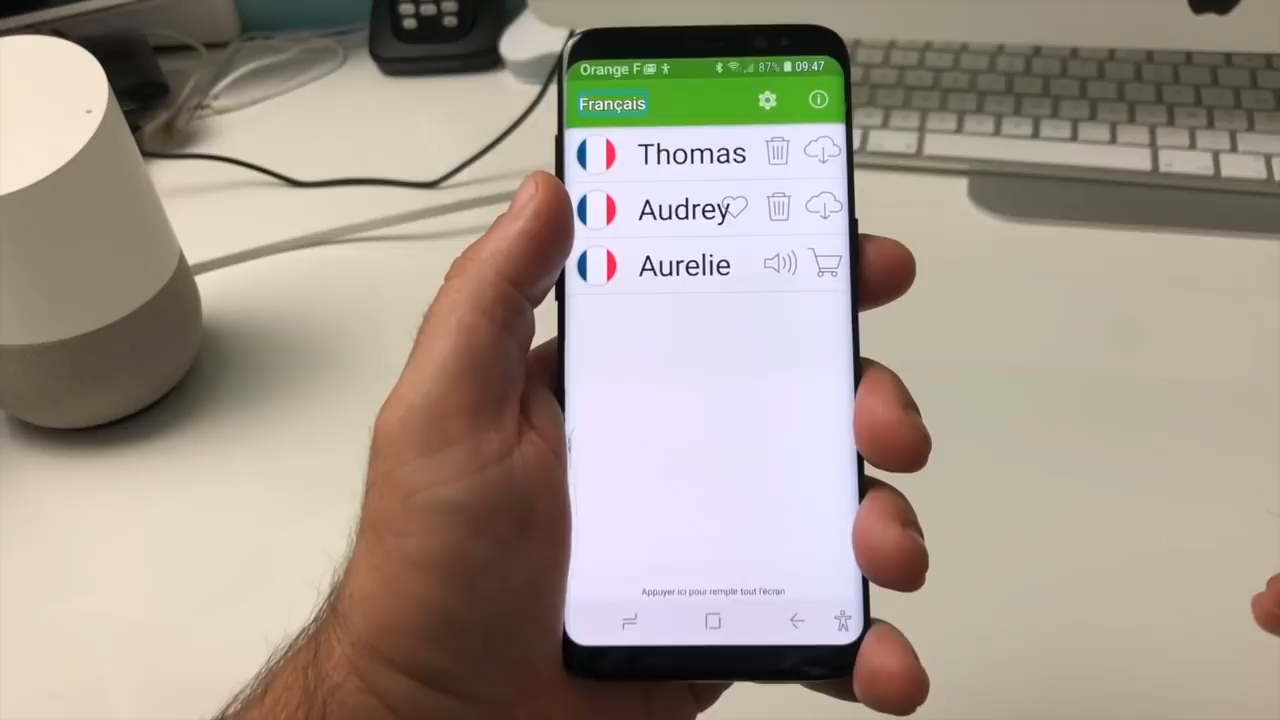 Orange F 87% 09:47
Français
Thomas
Audrey
Aurelie
Appuyer ici pour remplir tout l'écran